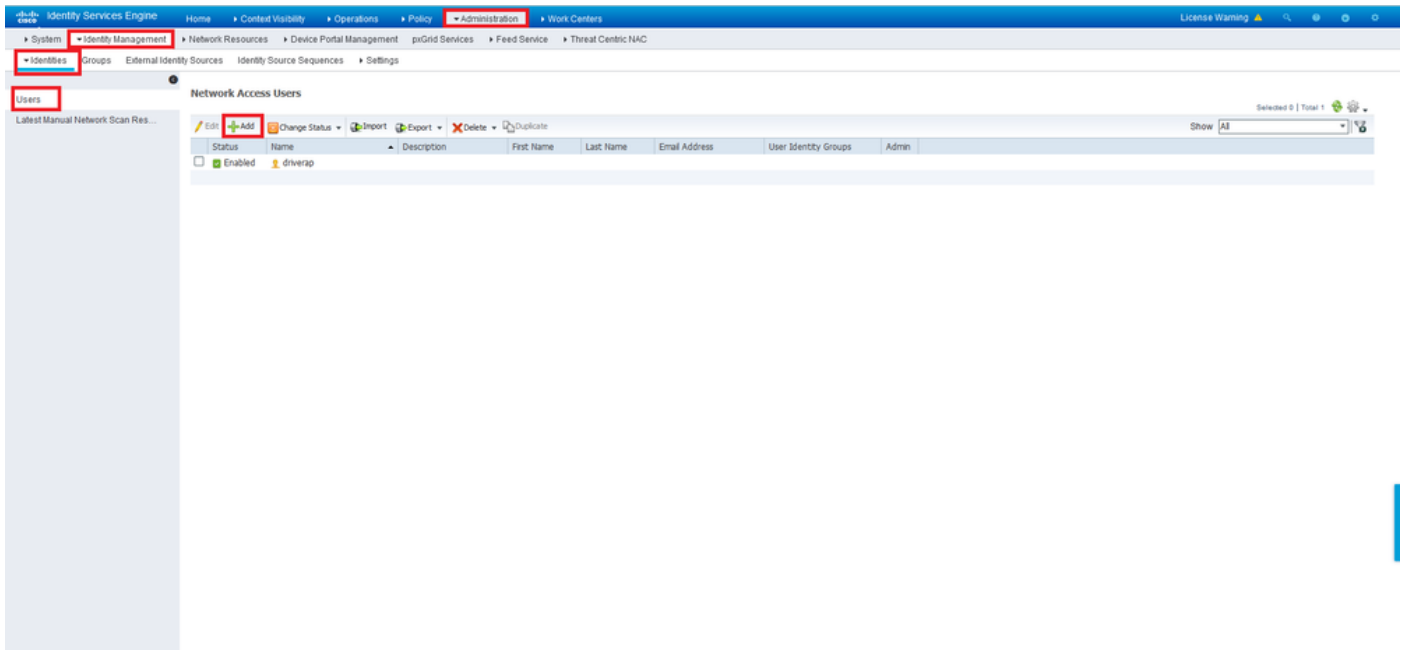 cisco Identity Services Engine Home Context Visibility Operations Policy Administration Work Centers License Warning
System Identity Management Network Resources Device Portal Management pxGrid Services Feed Service Threat Centric NAC
Identities Groups External Identity Sources Identity Source Sequences Settings
Users
Latest Manual Network Scan Res...
Network Access Users
Selected 0 | Total 1
Edit Add Change Status Import Export Delete Duplicate Show All
Status Name Description First Name Last Name Email Address User Identity Groups Admin
Enabled driverap